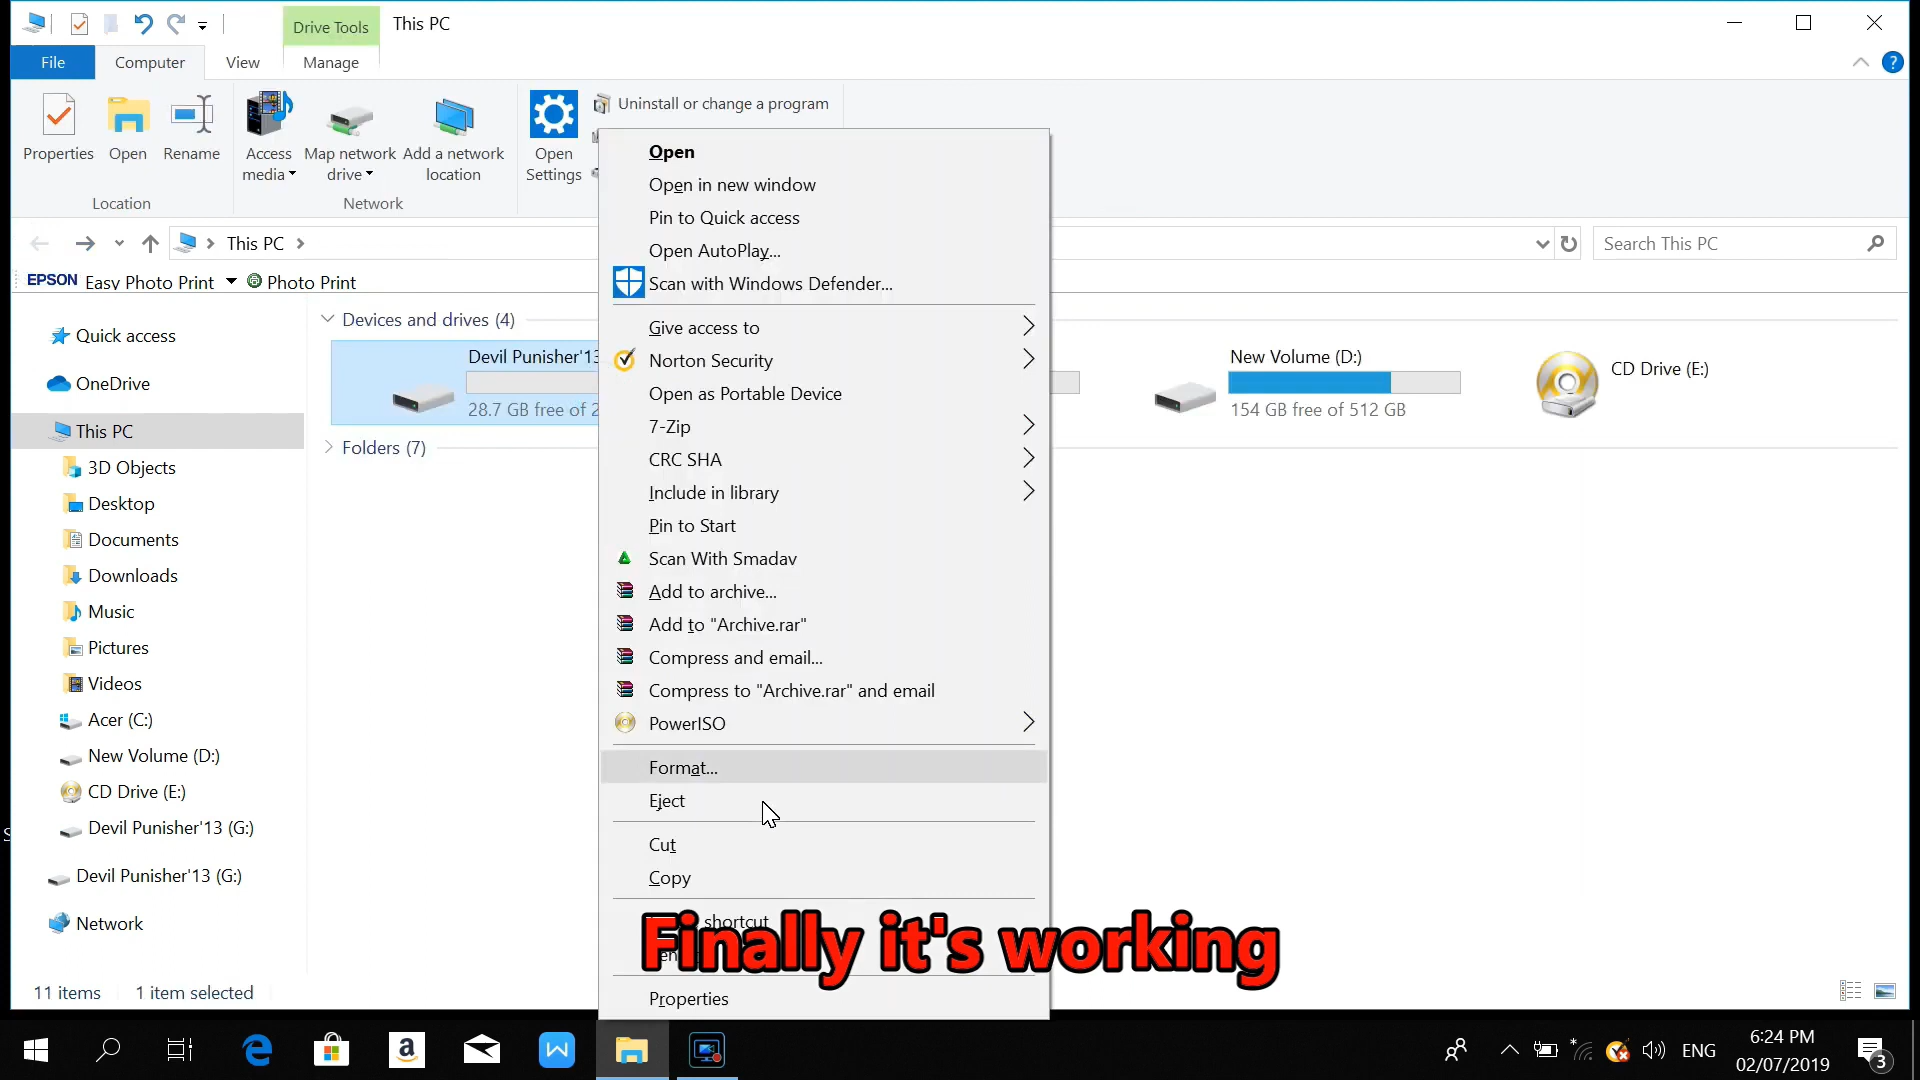 Drive Tools
This PC
File
Computer
View
Manage
?
Properties
Open
Rename
Access
media
Map network
drive
Add a network
location
Open
Settings
Uninstall or change a program
Location
Network
This PC
Search This PC
EPSON Easy Photo Print
Photo Print
Quick access
OneDrive
This PC
3D Objects
Desktop
Documents
Downloads
Music
Pictures
Videos
Acer (C:)
New Volume (D:)
CD Drive (E:)
Devil Punisher'13 (G:)
Devil Punisher'13 (G:)
Network
Devices and drives (4)
Devil Punisher'13
28.7 GB free of 2
New Volume (D:)
154 GB free of 512 GB
CD Drive (E:)
Folders (7)
Open
Open in new window
Pin to Quick access
Open AutoPlay...
Scan with Windows Defender...
Give access to
Norton Security
Open as Portable Device
7-Zip
CRC SHA
Include in library
Pin to Start
Scan With Smadav
Add to archive...
Add to "Archive.rar"
Compress and email...
Compress to "Archive.rar" and email
PowerISO
Format...
Eject
Cut
Copy
shortcut
Finally it's working
Properties
11 items
1 item selected
a
W
ENG
6:24 PM
02/07/2019
3